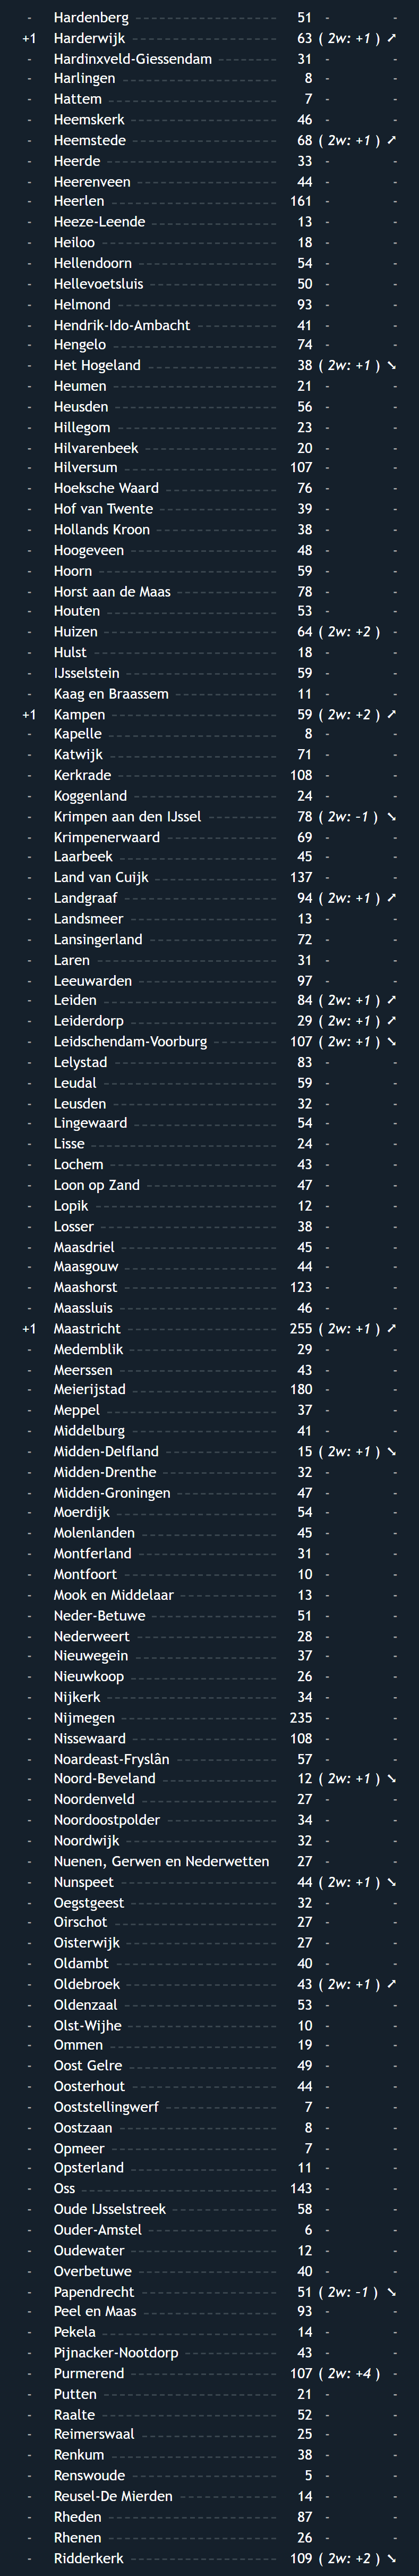 - Hardenberg 51 - -
+1 Harderwijk 63 ( 2w: +1 ) ➚
- Hardinxveld-Giessendam 31 - -
- Harlingen 8 - -
- Hattem 7 - -
- Heemskerk 46 - -
- Heemstede 68 ( 2w: +1 ) ➚
- Heerde 33 - -
- Heerenveen 44 - -
- Heerlen 161 - -
- Heeze-Leende 13 - -
- Heiloo 18 - -
- Hellendoorn 54 - -
- Hellevoetsluis 50 - -
- Helmond 93 - -
- Hendrik-Ido-Ambacht 41 - -
- Hengelo 74 - -
- Het Hogeland 38 ( 2w: +1 ) ➘
- Heumen 21 - -
- Heusden 56 - -
- Hillegom 23 - -
- Hilvarenbeek 20 - -
- Hilversum 107 - -
- Hoeksche Waard 76 - -
- Hof van Twente 39 - -
- Hollands Kroon 38 - -
- Hoogeveen 48 - -
- Hoorn 59 - -
- Horst aan de Maas 78 - -
- Houten 53 - -
- Huizen 64 ( 2w: +2 ) -
- Hulst 18 - -
- IJsselstein 59 - -
- Kaag en Braassem 11 - -
+1 Kampen 59 ( 2w: +2 ) ➚
- Kapelle 8 - -
- Katwijk 71 - -
- Kerkrade 108 - -
- Koggenland 24 - -
- Krimpen aan den IJssel 78 ( 2w: -1 ) ➘
- Krimpenerwaard 69 - -
- Laarbeek 45 - -
- Land van Cuijk 137 - -
- Landgraaf 94 ( 2w: +1 ) ➚
- Landsmeer 13 - -
- Lansingerland 72 - -
- Laren 31 - -
- Leeuwarden 97 - -
- Leiden 84 ( 2w: +1 ) ➚
- Leiderdorp 29 ( 2w: +1 ) ➚
- Leidschendam-Voorburg 107 ( 2w: +1 ) ➘
- Lelystad 83 - -
- Leudal 59 - -
- Leusden 32 - -
- Lingewaard 54 - -
- Lisse 24 - -
- Lochem 43 - -
- Loon op Zand 47 - -
- Lopik 12 - -
- Losser 38 - -
- Maasdriel 45 - -
- Maasgouw 44 - -
- Maashorst 123 - -
- Maassluis 46 - -
+1 Maastricht 255 ( 2w: +1 ) ➚
- Medemblik 29 - -
- Meerssen 43 - -
- Meierijstad 180 - -
- Meppel 37 - -
- Middelburg 41 - -
- Midden-Delfland 15 ( 2w: +1 ) ➘
- Midden-Drenthe 32 - -
- Midden-Groningen 47 - -
- Moerdijk 54 - -
- Molenlanden 45 - -
- Montferland 31 - -
- Montfoort 10 - -
- Mook en Middelaar 13 - -
- Neder-Betuwe 51 - -
- Nederweert 28 - -
- Nieuwegein 37 - -
- Nieuwkoop 26 - -
- Nijkerk 34 - -
- Nijmegen 235 - -
- Nissewaard 108 - -
- Noardeast-Fryslân 57 - -
- Noord-Beveland 12 ( 2w: +1 ) ➘
- Noordenveld 27 - -
- Noordoostpolder 34 - -
- Noordwijk 32 - -
- Nuenen, Gerwen en Nederwetten 27 - -
- Nunspeet 44 ( 2w: +1 ) ➘
- Oegstgeest 32 - -
- Oirschot 27 - -
- Oisterwijk 27 - -
- Oldambt 40 - -
- Oldebroek 43 ( 2w: +1 ) ➚
- Oldenzaal 53 - -
- Olst-Wijhe 10 - -
- Ommen 19 - -
- Oost Gelre 49 - -
- Oosterhout 44 - -
- Ooststellingwerf 7 - -
- Oostzaan 8 - -
- Opmeer 7 - -
- Opsterland 11 - -
- Oss 143 - -
- Oude IJsselstreek 58 - -
- Ouder-Amstel 6 - -
- Oudewater 12 - -
- Overbetuwe 40 - -
- Papendrecht 51 ( 2w: -1 ) ➘
- Peel en Maas 93 - -
- Pekela 14 - -
- Pijnacker-Nootdorp 43 - -
- Purmerend 107 ( 2w: +4 ) -
- Putten 21 - -
- Raalte 52 - -
- Reimerswaal 25 - -
- Renkum 38 - -
- Renswoude 5 - -
- Reusel-De Mierden 14 - -
- Rheden 87 - -
- Rhenen 26 - -
- Ridderkerk 109 ( 2w: +2 ) ➘